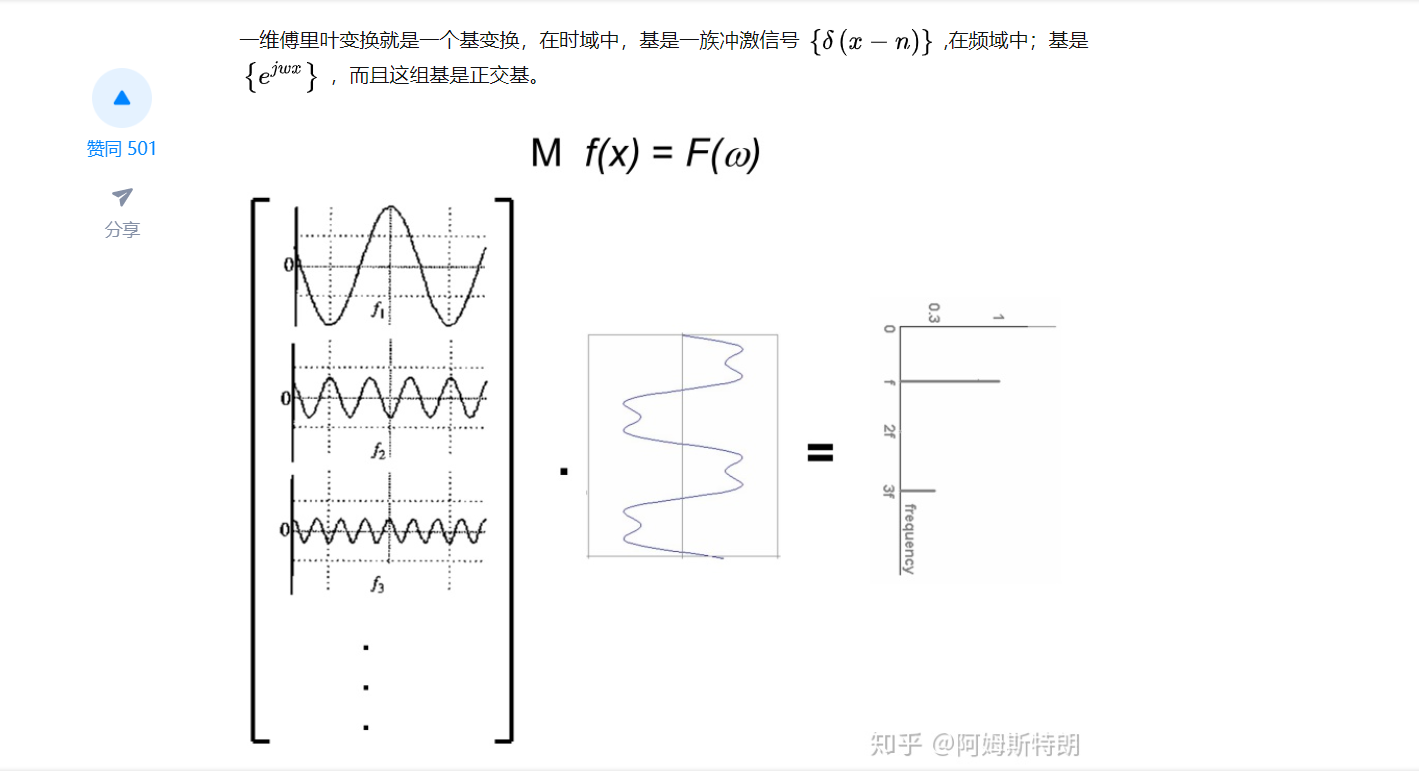 一维傅里叶变换就是一个基变换，在时域中，基是一族冲激信号 {δ(x − n)} ,在频域中；基是
{e^{jwx}} ，而且这组基是正交基。
赞同 501
分享
M f(x) = F(ω)
0
f₁
0
f₂
0
f₃
.
.
.
.
=
0.3
1
0
f
2f
3f
frequency
知乎 @阿姆斯特朗